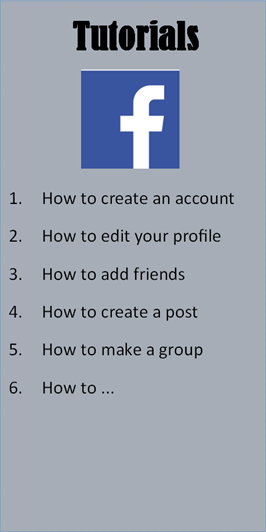 Tutorials
f
1. How to create an account
2. How to edit your profile
3. How to add friends
4. How to create a post
5. How to make a group
6. How to ...